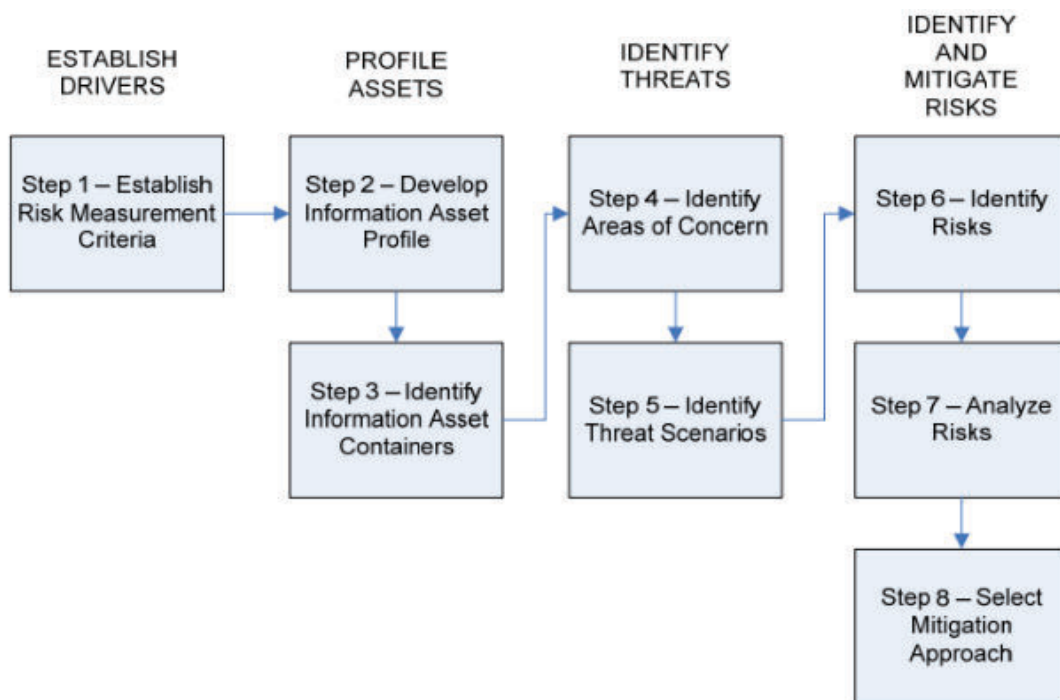 ESTABLISH
DRIVERS
PROFILE
ASSETS
IDENTIFY
THREATS
IDENTIFY
AND
MITIGATE
RISKS
Step 1 – Establish
Risk Measurement
Criteria
Step 2 – Develop
Information Asset
Profile
Step 3 – Identify
Information Asset
Containers
Step 4 – Identify
Areas of Concern
Step 5 – Identify
Threat Scenarios
Step 6 – Identify
Risks
Step 7 – Analyze
Risks
Step 8 – Select
Mitigation
Approach